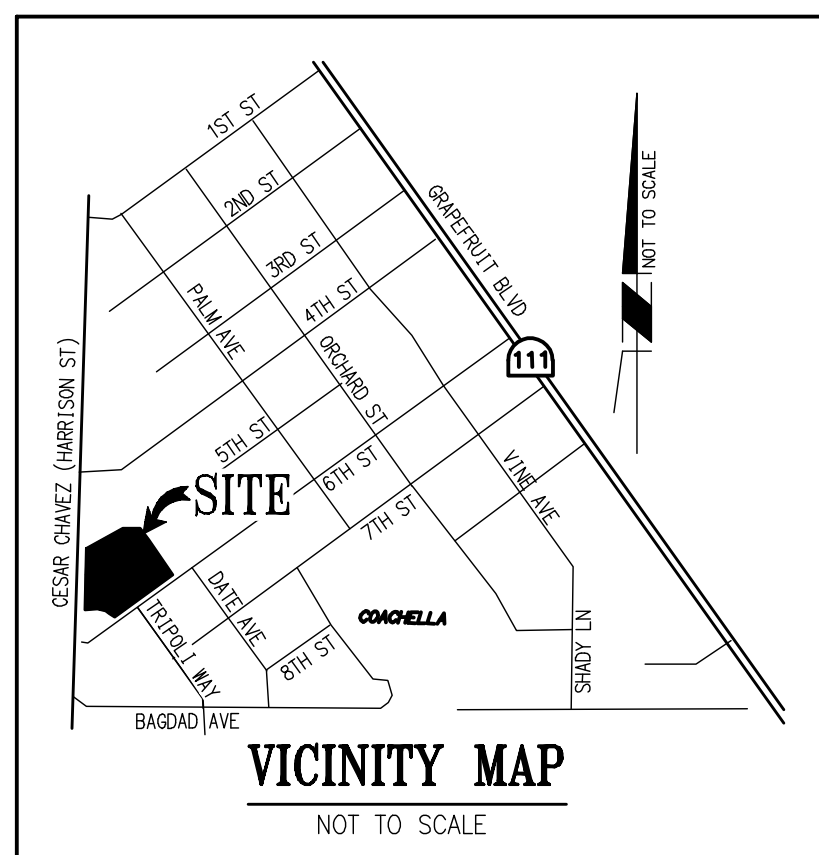 1ST ST
2ND ST
3RD ST
4TH ST
GRAPEFRUIT BLVD
NOT TO SCALE
PALM AVE
ORCHARD ST
111
CESAR CHAVEZ (HARRISON ST)
5TH ST
6TH ST
7TH ST
VINE AVE
SITE
DATE AVE
TRIPOLI WAY
COACHELLA
8TH ST
SHADY LN
BAGDAD AVE
VICINITY MAP
NOT TO SCALE